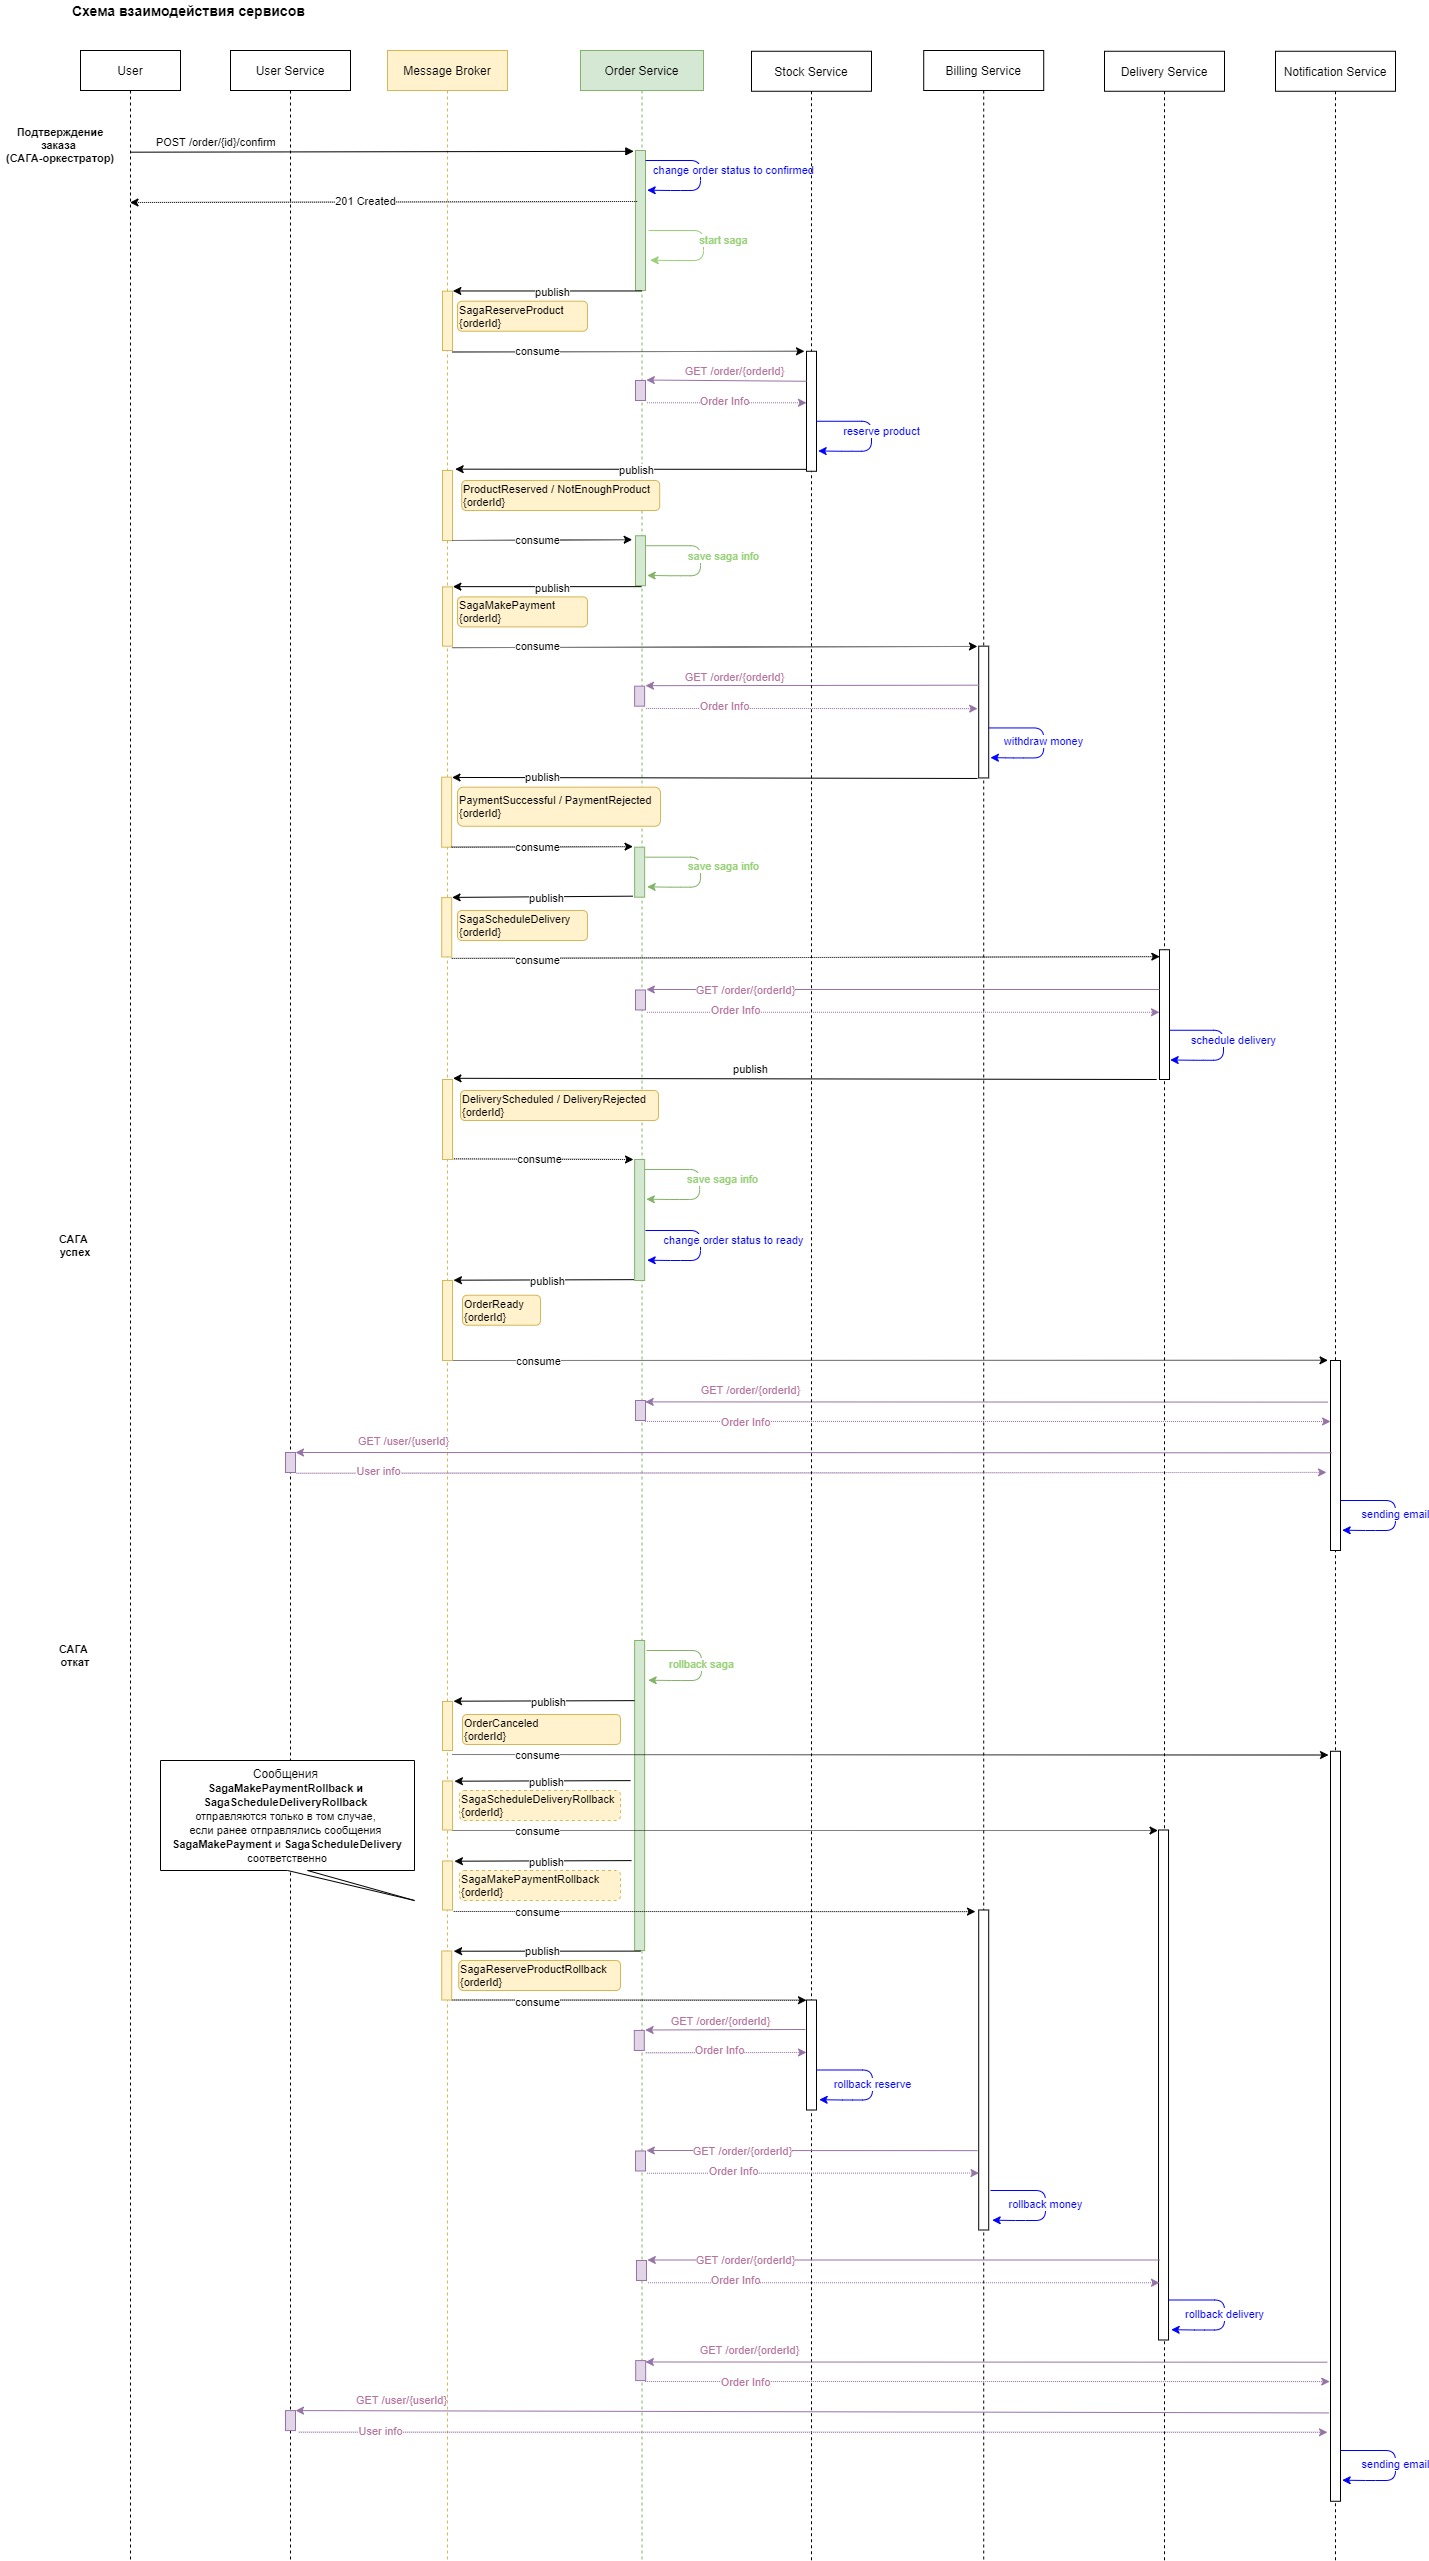 Схема взаимодействия сервисов
User
User Service
Message Broker
Order Service
Stock Service
Billing Service
Delivery Service
Notification Service
Подтверждение
заказа
(САГА-оркестратор)
POST /order/{id}/confirm
change order status to confirmed
201 Created
start saga
publish
SagaReserveProduct
{orderId}
consume
GET /order/{orderId}
Order Info
reserve product
publish
ProductReserved / NotEnoughProduct
{orderId}
consume
save saga info
publish
SagaMakePayment
{orderId}
consume
GET /order/{orderId}
Order Info
withdraw money
publish
PaymentSuccessful / PaymentRejected
{orderId}
consume
save saga info
publish
SagaScheduleDelivery
{orderId}
consume
GET /order/{orderId}
Order Info
schedule delivery
publish
DeliveryScheduled / DeliveryRejected
{orderId}
consume
save saga info
САГА
успех
change order status to ready
publish
OrderReady
{orderId}
consume
GET /order/{orderId}
Order Info
GET /user/{userId}
User info
sending email
САГА
откат
rollback saga
publish
OrderCanceled
{orderId}
consume
Сообщения
SagaMakePaymentRollback и
SagaScheduleDeliveryRollback
отправляются только в том случае,
если ранее отправлялись сообщения
SagaMakePayment и SagaScheduleDelivery
соответственно
publish
SagaScheduleDeliveryRollback
{orderId}
consume
publish
SagaMakePaymentRollback
{orderId}
consume
publish
SagaReserveProductRollback
{orderId}
consume
GET /order/{orderId}
Order Info
rollback reserve
GET /order/{orderId}
Order Info
rollback money
GET /order/{orderId}
Order Info
rollback delivery
GET /order/{orderId}
Order Info
GET /user/{userId}
User info
sending email